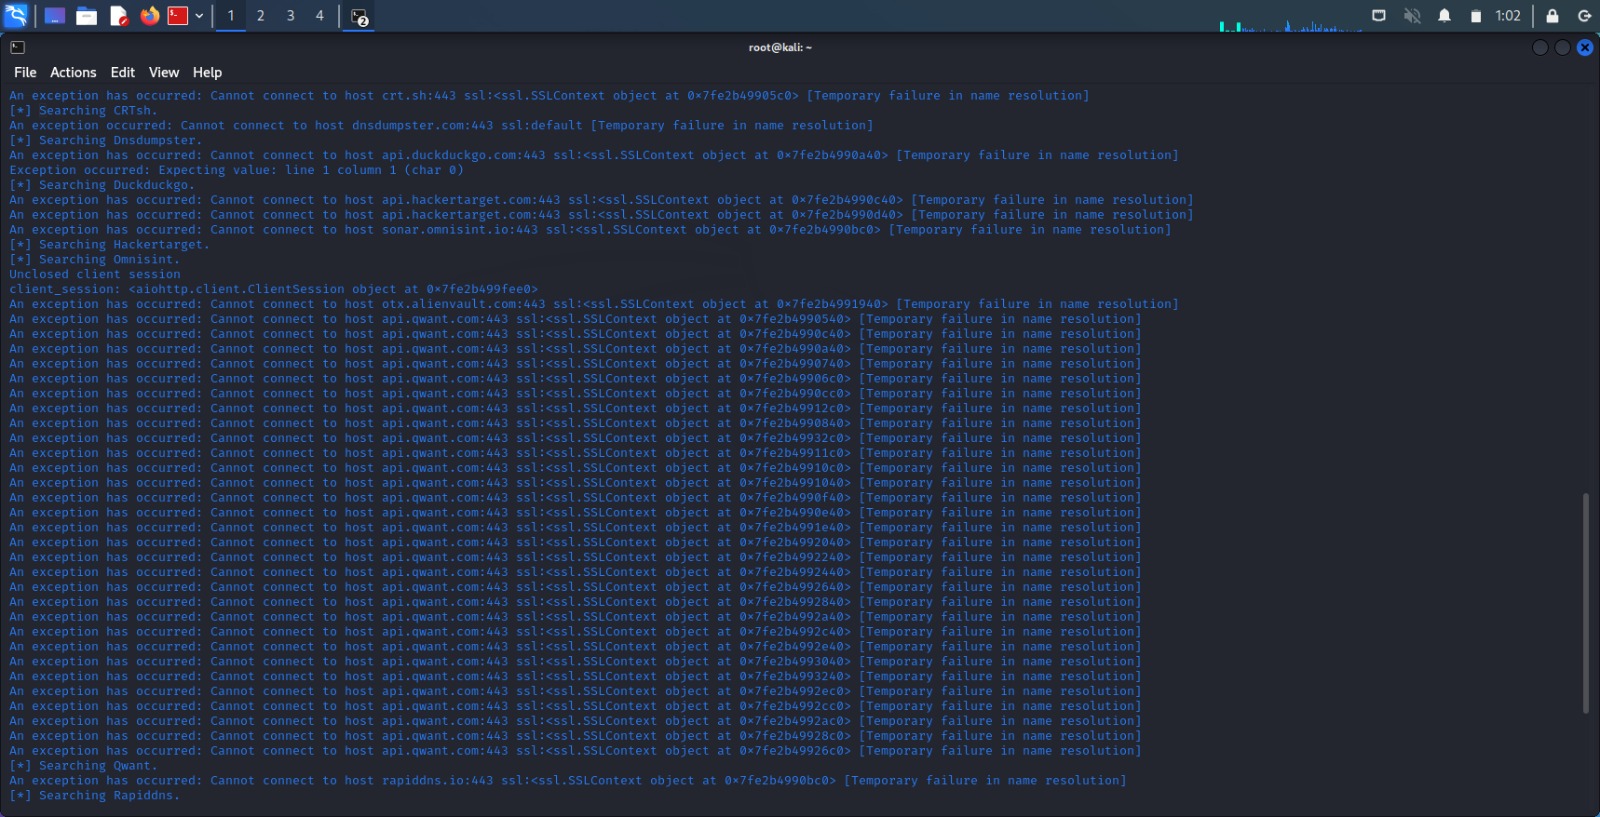 1 2 3 4 2 1:02
root@kali: ~
File Actions Edit View Help
An exception has occurred: Cannot connect to host crt.sh:443 ssl:<ssl.SSLContext object at 0×7fe2b49905c0> [Temporary failure in name resolution]
[*] Searching CRTsh.
An exception occurred: Cannot connect to host dnsdumpster.com:443 ssl:default [Temporary failure in name resolution]
[*] Searching Dnsdumpster.
An exception has occurred: Cannot connect to host api.duckduckgo.com:443 ssl:<ssl.SSLContext object at 0×7fe2b4990a40> [Temporary failure in name resolution]
Exception occurred: Expecting value: line 1 column 1 (char 0)
[*] Searching Duckduckgo.
An exception has occurred: Cannot connect to host api.hackertarget.com:443 ssl:<ssl.SSLContext object at 0×7fe2b4990c40> [Temporary failure in name resolution]
An exception has occurred: Cannot connect to host api.hackertarget.com:443 ssl:<ssl.SSLContext object at 0×7fe2b4990d40> [Temporary failure in name resolution]
An exception has occurred: Cannot connect to host sonar.omnisint.io:443 ssl:<ssl.SSLContext object at 0×7fe2b4990bc0> [Temporary failure in name resolution]
[*] Searching Hackertarget.
[*] Searching Omnisint.
Unclosed client session
client_session: <aiohttp.client.ClientSession object at 0×7fe2b499fee0>
An exception has occurred: Cannot connect to host otx.alienvault.com:443 ssl:<ssl.SSLContext object at 0×7fe2b4991940> [Temporary failure in name resolution]
An exception has occurred: Cannot connect to host api.qwant.com:443 ssl:<ssl.SSLContext object at 0×7fe2b4990540> [Temporary failure in name resolution]
An exception has occurred: Cannot connect to host api.qwant.com:443 ssl:<ssl.SSLContext object at 0×7fe2b4990c40> [Temporary failure in name resolution]
An exception has occurred: Cannot connect to host api.qwant.com:443 ssl:<ssl.SSLContext object at 0×7fe2b4990a40> [Temporary failure in name resolution]
An exception has occurred: Cannot connect to host api.qwant.com:443 ssl:<ssl.SSLContext object at 0×7fe2b4990740> [Temporary failure in name resolution]
An exception has occurred: Cannot connect to host api.qwant.com:443 ssl:<ssl.SSLContext object at 0×7fe2b49906c0> [Temporary failure in name resolution]
An exception has occurred: Cannot connect to host api.qwant.com:443 ssl:<ssl.SSLContext object at 0×7fe2b4990cc0> [Temporary failure in name resolution]
An exception has occurred: Cannot connect to host api.qwant.com:443 ssl:<ssl.SSLContext object at 0×7fe2b49912c0> [Temporary failure in name resolution]
An exception has occurred: Cannot connect to host api.qwant.com:443 ssl:<ssl.SSLContext object at 0×7fe2b4990840> [Temporary failure in name resolution]
An exception has occurred: Cannot connect to host api.qwant.com:443 ssl:<ssl.SSLContext object at 0×7fe2b49932c0> [Temporary failure in name resolution]
An exception has occurred: Cannot connect to host api.qwant.com:443 ssl:<ssl.SSLContext object at 0×7fe2b49911c0> [Temporary failure in name resolution]
An exception has occurred: Cannot connect to host api.qwant.com:443 ssl:<ssl.SSLContext object at 0×7fe2b49910c0> [Temporary failure in name resolution]
An exception has occurred: Cannot connect to host api.qwant.com:443 ssl:<ssl.SSLContext object at 0×7fe2b4991040> [Temporary failure in name resolution]
An exception has occurred: Cannot connect to host api.qwant.com:443 ssl:<ssl.SSLContext object at 0×7fe2b4990f40> [Temporary failure in name resolution]
An exception has occurred: Cannot connect to host api.qwant.com:443 ssl:<ssl.SSLContext object at 0×7fe2b4990e40> [Temporary failure in name resolution]
An exception has occurred: Cannot connect to host api.qwant.com:443 ssl:<ssl.SSLContext object at 0×7fe2b4991e40> [Temporary failure in name resolution]
An exception has occurred: Cannot connect to host api.qwant.com:443 ssl:<ssl.SSLContext object at 0×7fe2b4992040> [Temporary failure in name resolution]
An exception has occurred: Cannot connect to host api.qwant.com:443 ssl:<ssl.SSLContext object at 0×7fe2b4992240> [Temporary failure in name resolution]
An exception has occurred: Cannot connect to host api.qwant.com:443 ssl:<ssl.SSLContext object at 0×7fe2b4992440> [Temporary failure in name resolution]
An exception has occurred: Cannot connect to host api.qwant.com:443 ssl:<ssl.SSLContext object at 0×7fe2b4992640> [Temporary failure in name resolution]
An exception has occurred: Cannot connect to host api.qwant.com:443 ssl:<ssl.SSLContext object at 0×7fe2b4992840> [Temporary failure in name resolution]
An exception has occurred: Cannot connect to host api.qwant.com:443 ssl:<ssl.SSLContext object at 0×7fe2b4992a40> [Temporary failure in name resolution]
An exception has occurred: Cannot connect to host api.qwant.com:443 ssl:<ssl.SSLContext object at 0×7fe2b4992c40> [Temporary failure in name resolution]
An exception has occurred: Cannot connect to host api.qwant.com:443 ssl:<ssl.SSLContext object at 0×7fe2b4992e40> [Temporary failure in name resolution]
An exception has occurred: Cannot connect to host api.qwant.com:443 ssl:<ssl.SSLContext object at 0×7fe2b4993040> [Temporary failure in name resolution]
An exception has occurred: Cannot connect to host api.qwant.com:443 ssl:<ssl.SSLContext object at 0×7fe2b4993240> [Temporary failure in name resolution]
An exception has occurred: Cannot connect to host api.qwant.com:443 ssl:<ssl.SSLContext object at 0×7fe2b4992ec0> [Temporary failure in name resolution]
An exception has occurred: Cannot connect to host api.qwant.com:443 ssl:<ssl.SSLContext object at 0×7fe2b4992cc0> [Temporary failure in name resolution]
An exception has occurred: Cannot connect to host api.qwant.com:443 ssl:<ssl.SSLContext object at 0×7fe2b4992ac0> [Temporary failure in name resolution]
An exception has occurred: Cannot connect to host api.qwant.com:443 ssl:<ssl.SSLContext object at 0×7fe2b49928c0> [Temporary failure in name resolution]
An exception has occurred: Cannot connect to host api.qwant.com:443 ssl:<ssl.SSLContext object at 0×7fe2b49926c0> [Temporary failure in name resolution]
[*] Searching Qwant.
An exception has occurred: Cannot connect to host rapiddns.io:443 ssl:<ssl.SSLContext object at 0×7fe2b4990bc0> [Temporary failure in name resolution]
[*] Searching Rapiddns.